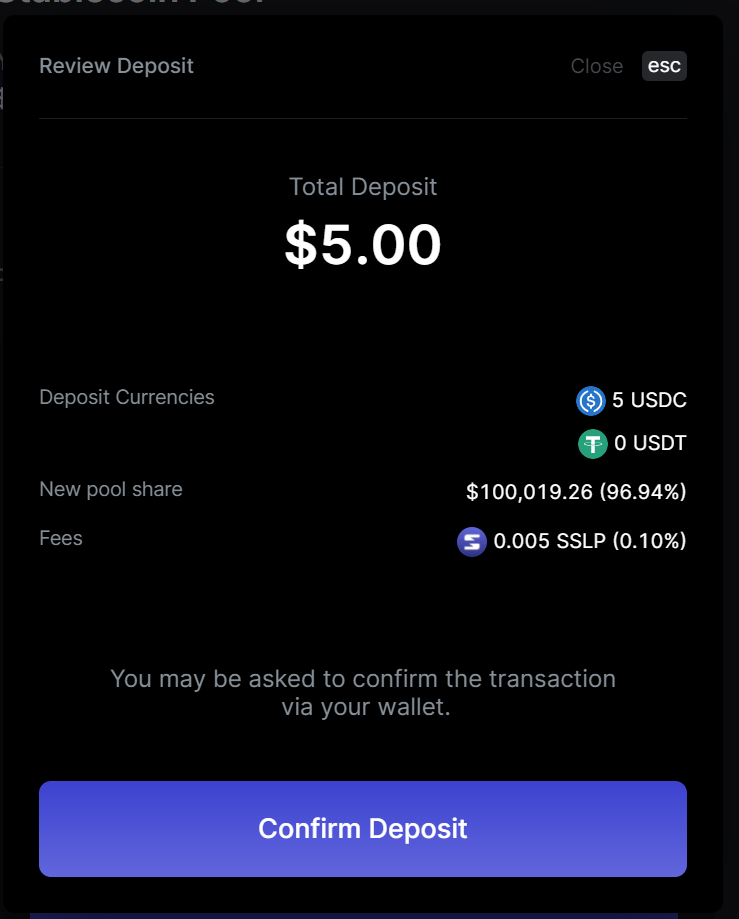 Review Deposit
Close esc
Total Deposit
$5.00
Deposit Currencies
5 USDC
0 USDT
New pool share
$100,019.26 (96.94%)
Fees
0.005 SSLP (0.10%)
You may be asked to confirm the transaction
via your wallet.
Confirm Deposit